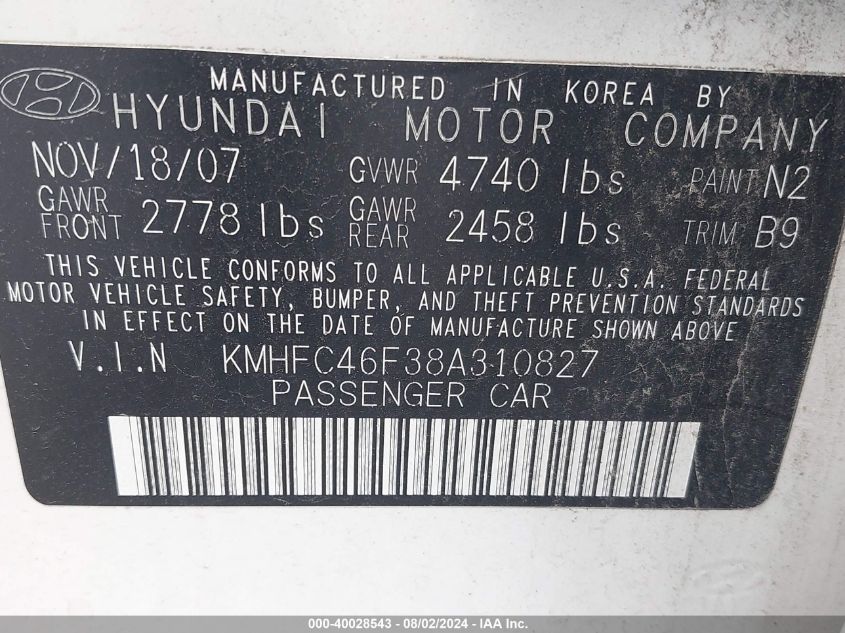 MANUFACTURED IN KOREA BY
HYUNDAI MOTOR COMPANY
NOV/18/07 GVWR 4740 lbs PAINT N2
GAWR FRONT 2778 lbs GAWR REAR 2458 lbs TRIM B9
THIS VEHICLE CONFORMS TO ALL APPLICABLE U.S.A. FEDERAL
MOTOR VEHICLE SAFETY, BUMPER, AND THEFT PREVENTION STANDARDS
IN EFFECT ON THE DATE OF MANUFACTURE SHOWN ABOVE
V.I.N KMHFC46F38A310827
PASSENGER CAR
000-40028543 - 08/02/2024 - IAA Inc.